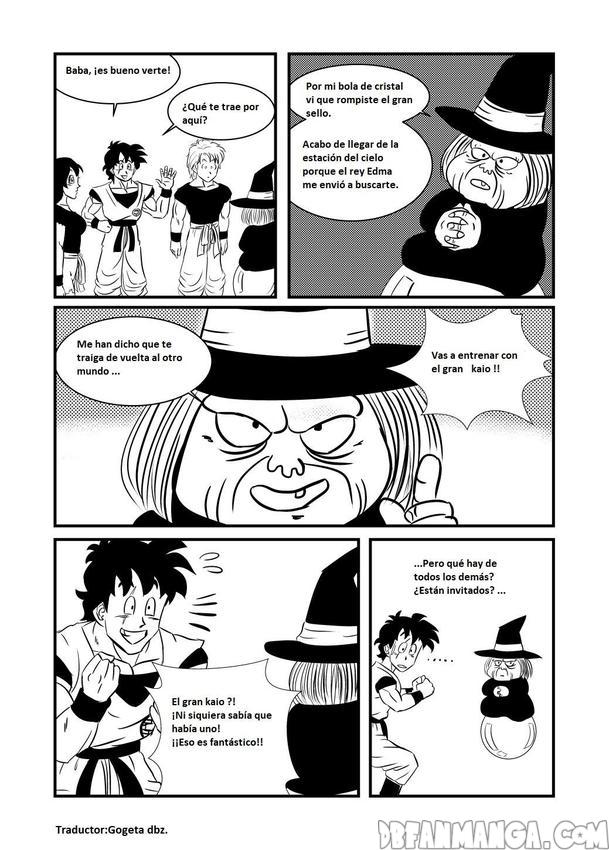 Baba, ¡es bueno verte!
¿Qué te trae por
aquí?
Por mi bola de cristal
vi que rompiste el gran
sello.
Acabo de llegar de la
estación del cielo
porque el rey Edma
me envió a buscarte.
Me han dicho que te
traiga de vuelta al otro
mundo ...
Vas a entrenar con
el gran kaio !!
El gran kaio ?!
¡Ni siquiera sabía que
había uno!
¡¡Eso es fantástico!!
...Pero qué hay de
todos los demás?
¿Están invitados? ...
Traductor:Gogeta dbz.
DBFANMANGA.COM